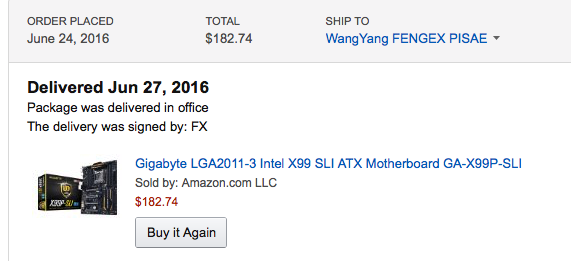 ORDER PLACED
June 24, 2016
TOTAL
$182.74
SHIP TO
WangYang FENGEX PISAE
Delivered Jun 27, 2016
Package was delivered in office
The delivery was signed by: FX
Gigabyte LGA2011-3 Intel X99 SLI ATX Motherboard GA-X99P-SLI
Sold by: Amazon.com LLC
$182.74
Buy it Again
X99P-SLI